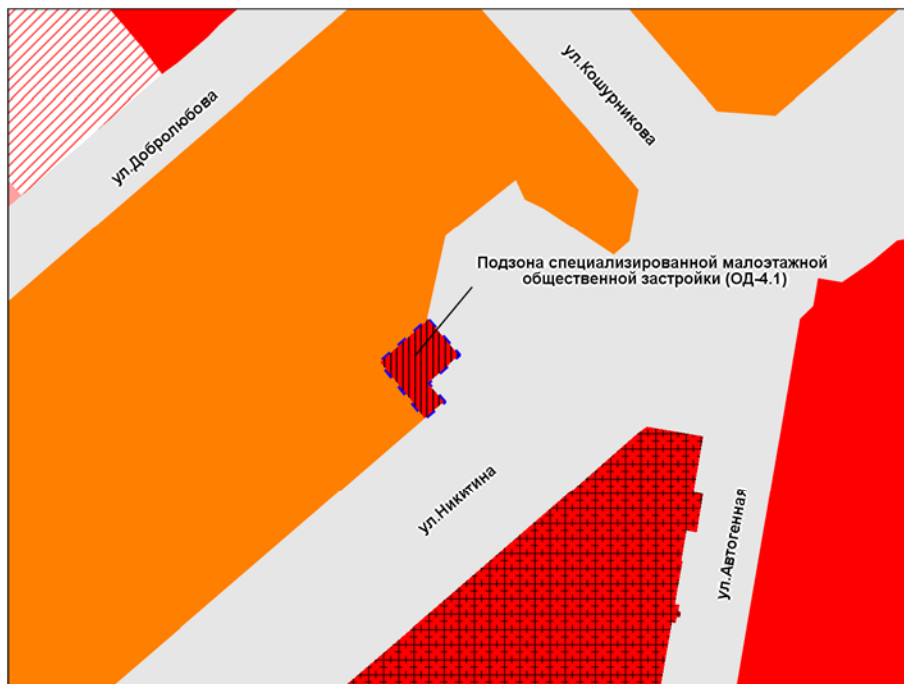 ул.Кошурникова
ул.Добролюбова
Подзона специализированной малоэтажной
общественной застройки (ОД-4.1)
ул.Никитина
ул.Автогенная